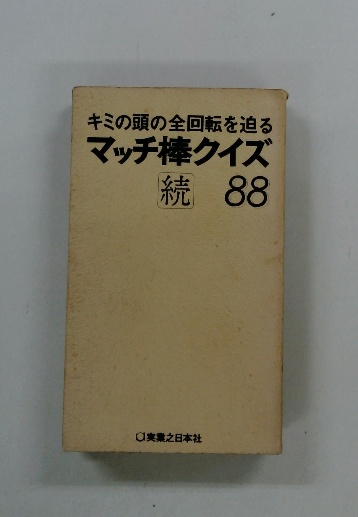 キミの頭の全回転を迫る
マッチ棒クイズ
続 88
実業之日本社